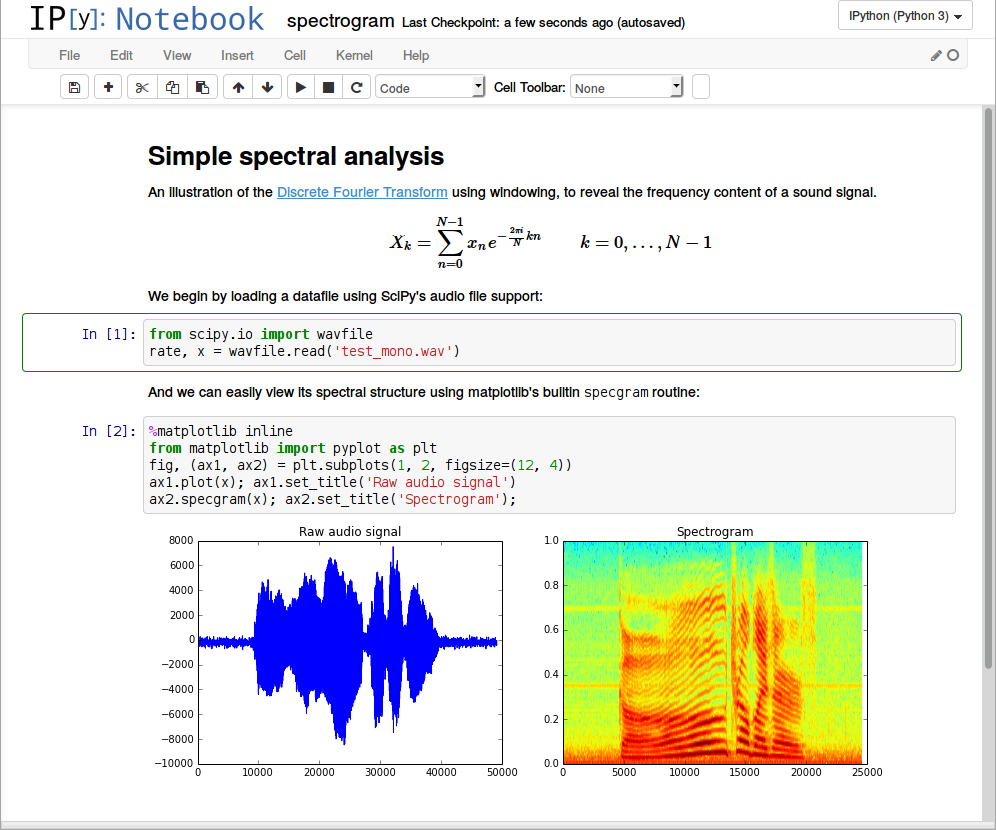 IP[y]: Notebook spectrogram Last Checkpoint: a few seconds ago (autosaved) IPython (Python 3)
File Edit View Insert Cell Kernel Help
Code Cell Toolbar: None
Simple spectral analysis
An illustration of the Discrete Fourier Transform using windowing, to reveal the frequency content of a sound signal.
X_k = \sum_{n=0}^{N-1} x_n e^{-\frac{2\pi i}{N} kn} k = 0, ..., N − 1
We begin by loading a datafile using SciPy's audio file support:
In [1]: from scipy.io import wavfile
rate, x = wavfile.read('test_mono.wav')
And we can easily view its spectral structure using matplotlib's builtin specgram routine:
In [2]: %matplotlib inline
from matplotlib import pyplot as plt
fig, (ax1, ax2) = plt.subplots(1, 2, figsize=(12, 4))
ax1.plot(x); ax1.set_title('Raw audio signal')
ax2.specgram(x); ax2.set_title('Spectrogram');
Raw audio signal
8000
6000
4000
2000
0
−2000
−4000
−6000
−8000
−10000
0 10000 20000 30000 40000 50000
Spectrogram
1.0
0.8
0.6
0.4
0.2
0.0
0 5000 10000 15000 20000 25000